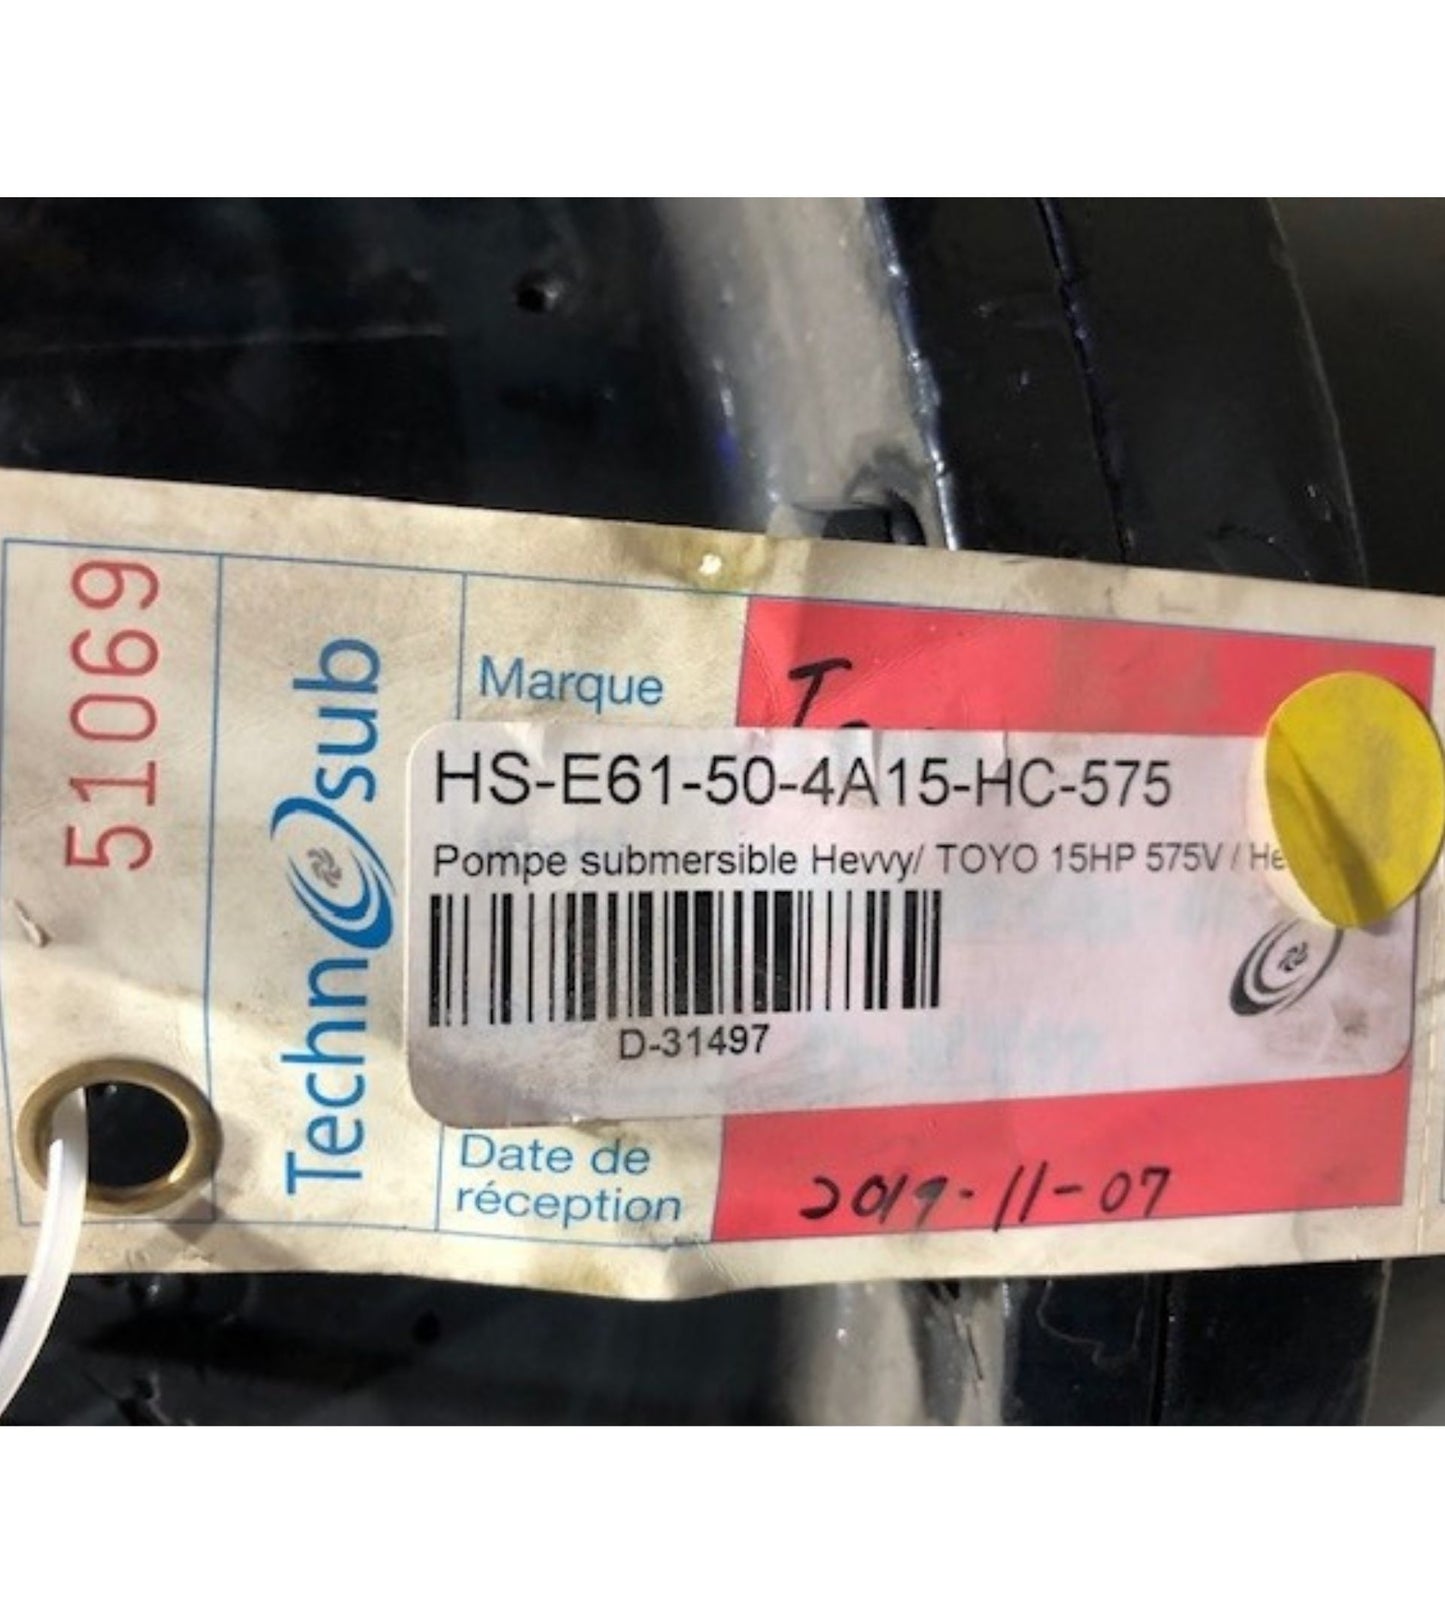 51069
Technosub
Marque
HS-E61-50-4A15-HC-575
Pompe submersible Hevvy/ TOYO 15HP 575V / He
D-31497
Date de
réception
2019-11-07